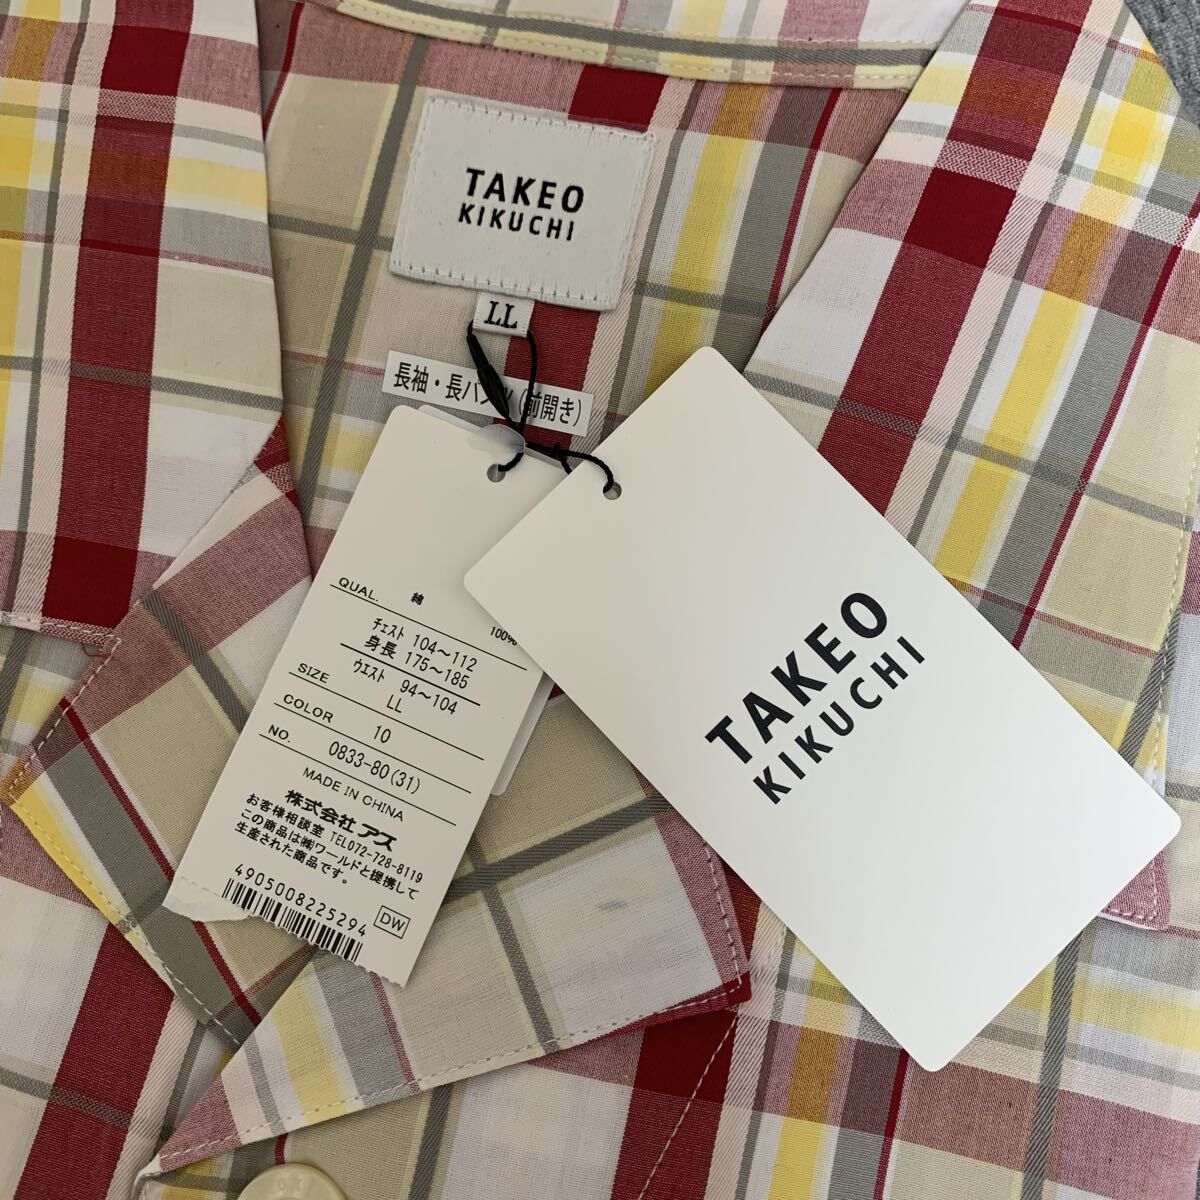 TAKEO
KIKUCHI
LL
長袖・長パンツ(前開き)
QUAL. 綿 100%
チェスト 104〜112
身長 175〜185
ウエスト 94〜104
SIZE LL
COLOR 10
NO. 0833-80(31)
MADE IN CHINA
株式会社 アズ
お客様相談室 TEL072-728-8119
この商品は㈱ワールドと提携して
生産された商品です。
4905008225294
DW
TAKEO
KIKUCHI